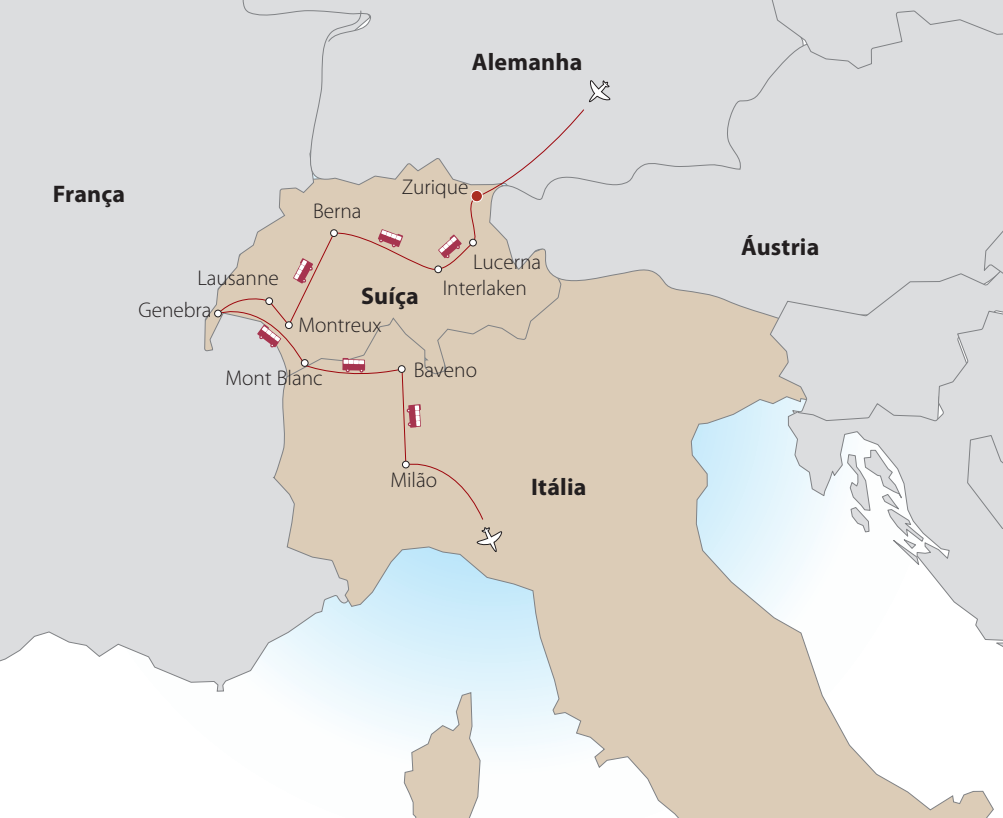 Alemanha
França
Zurique
Berna
Áustria
Lucerna
Lausanne
Interlaken
Suíça
Genebra
Montreux
Mont Blanc
Baveno
Milão
Itália